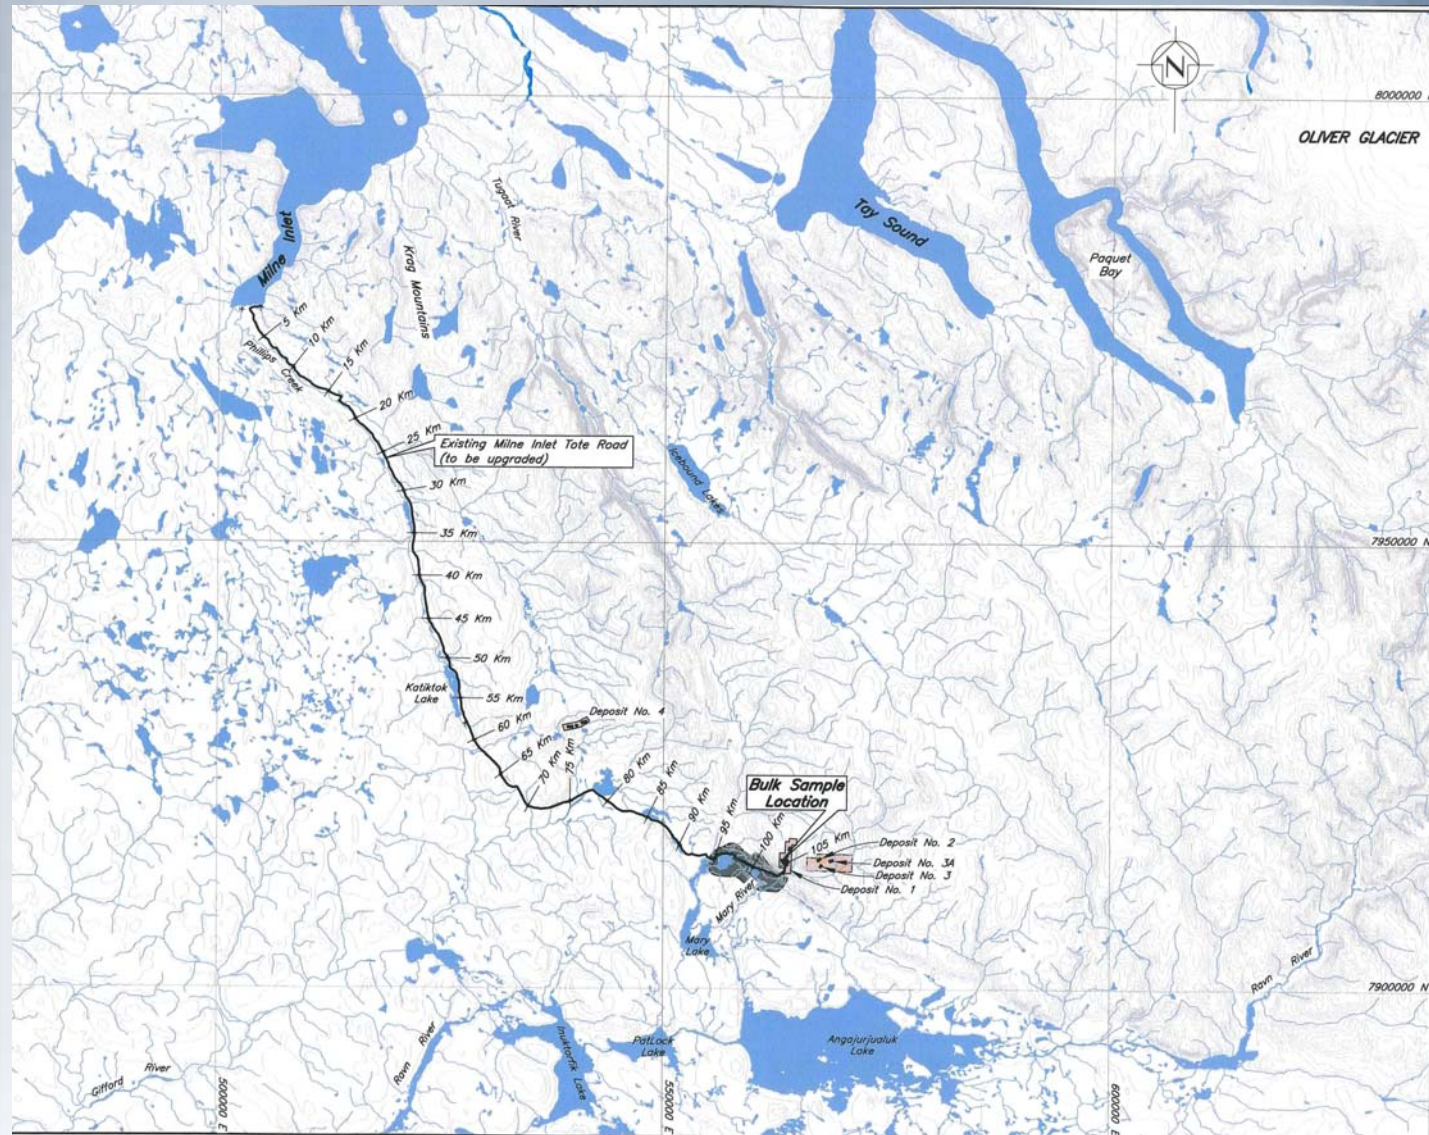 N
8000000
OLIVER GLACIER
Tugaat River
Tay Sound
Milne Inlet
Krag Mountains
Paquet
Bay
5 Km
Phillips
Creek
10 Km
15 Km
20 Km
25 Km
Existing Milne Inlet Tote Road
(to be upgraded)
Icebound Lakes
30 Km
35 Km
7950000 N
40 Km
45 Km
50 Km
Katiktok
Lake
55 Km
Deposit No. 4
60 Km
65 Km
70 Km
75 Km
80 Km
85 Km
90 Km
95 Km
100 Km
Bulk Sample
Location
105 Km
Deposit No. 2
Deposit No. 3A
Deposit No. 3
Deposit No. 1
Mary River
Mary
Lake
Ravn River
7900000 N
Ravn River
Inuktorfik Lake
PatLock
Lake
Angajurjualuk
Lake
Gifford River
500000 E
550000 E
600000 E